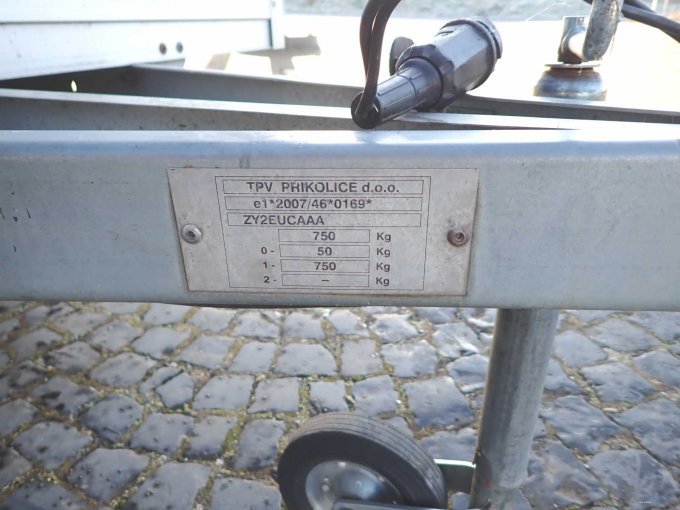 TPV PRIKOLICE d.o.o.
e1*2007/46*0169*
ZY2EUCAAA
750 Kg
0- 50 Kg
1- 750 Kg
2- – Kg